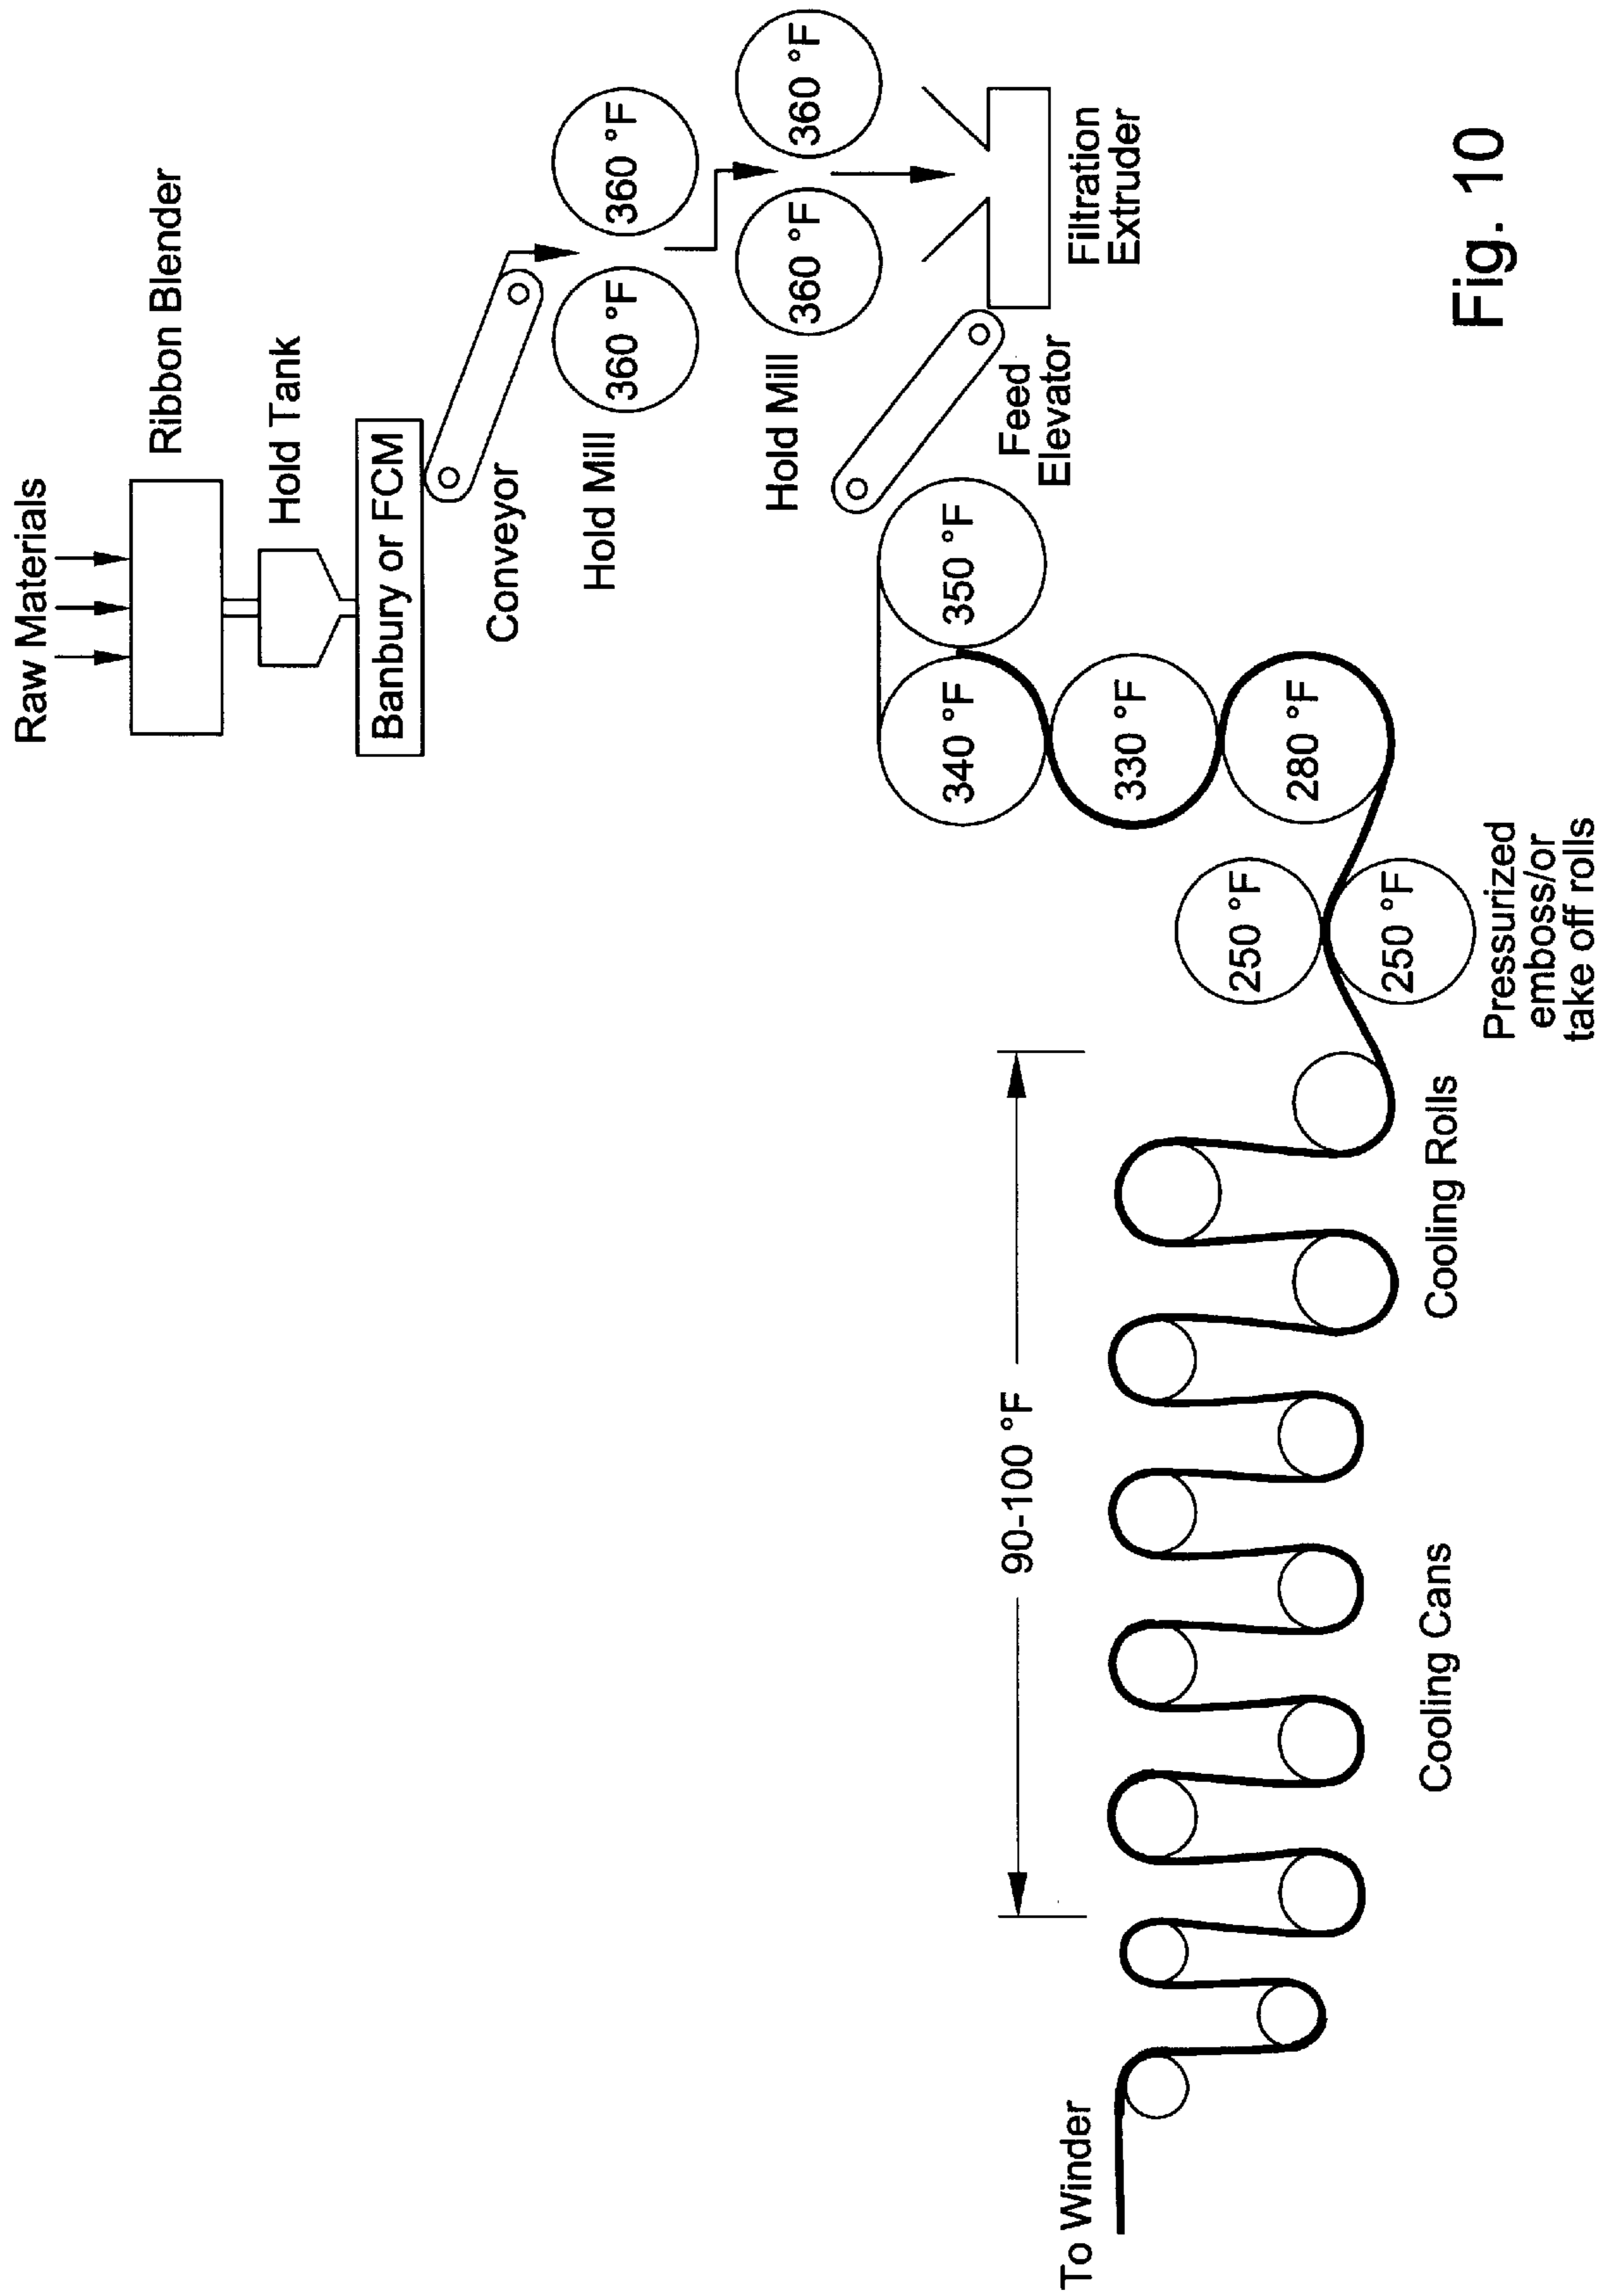 Raw Materials
Ribbon Blender
Hold Tank
Banbury or FCM
Conveyor
Hold Mill
360 °F
360 °F
Hold Mill
360 °F
360 °F
Filtration
Extruder
Feed
Elevator
350 °F
340 °F
330 °F
280 °F
250 °F
250 °F
Pressurized
emboss/or
take off rolls
90-100 °F
Cooling Rolls
Cooling Cans
To Winder
Fig. 10